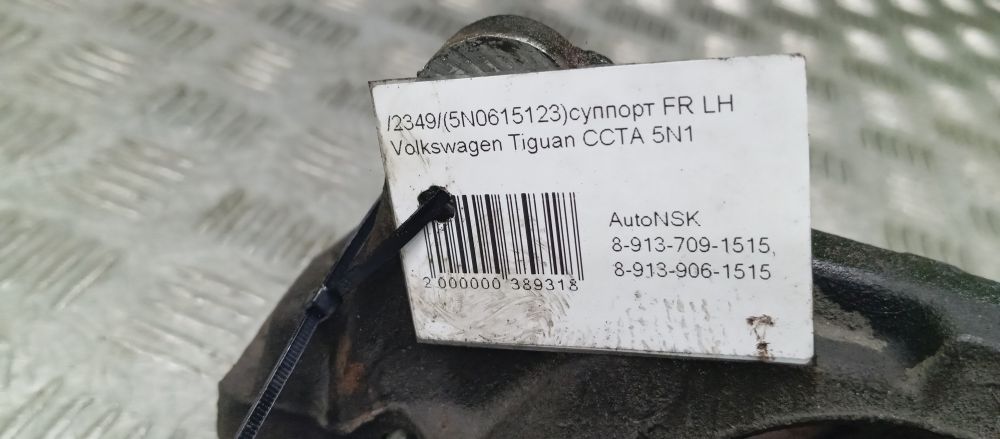 /2349/(5N0615123)суппорт FR LH
Volkswagen Tiguan CCTA 5N1
AutoNSK
8-913-709-1515,
8-913-906-1515
2 000000 389318